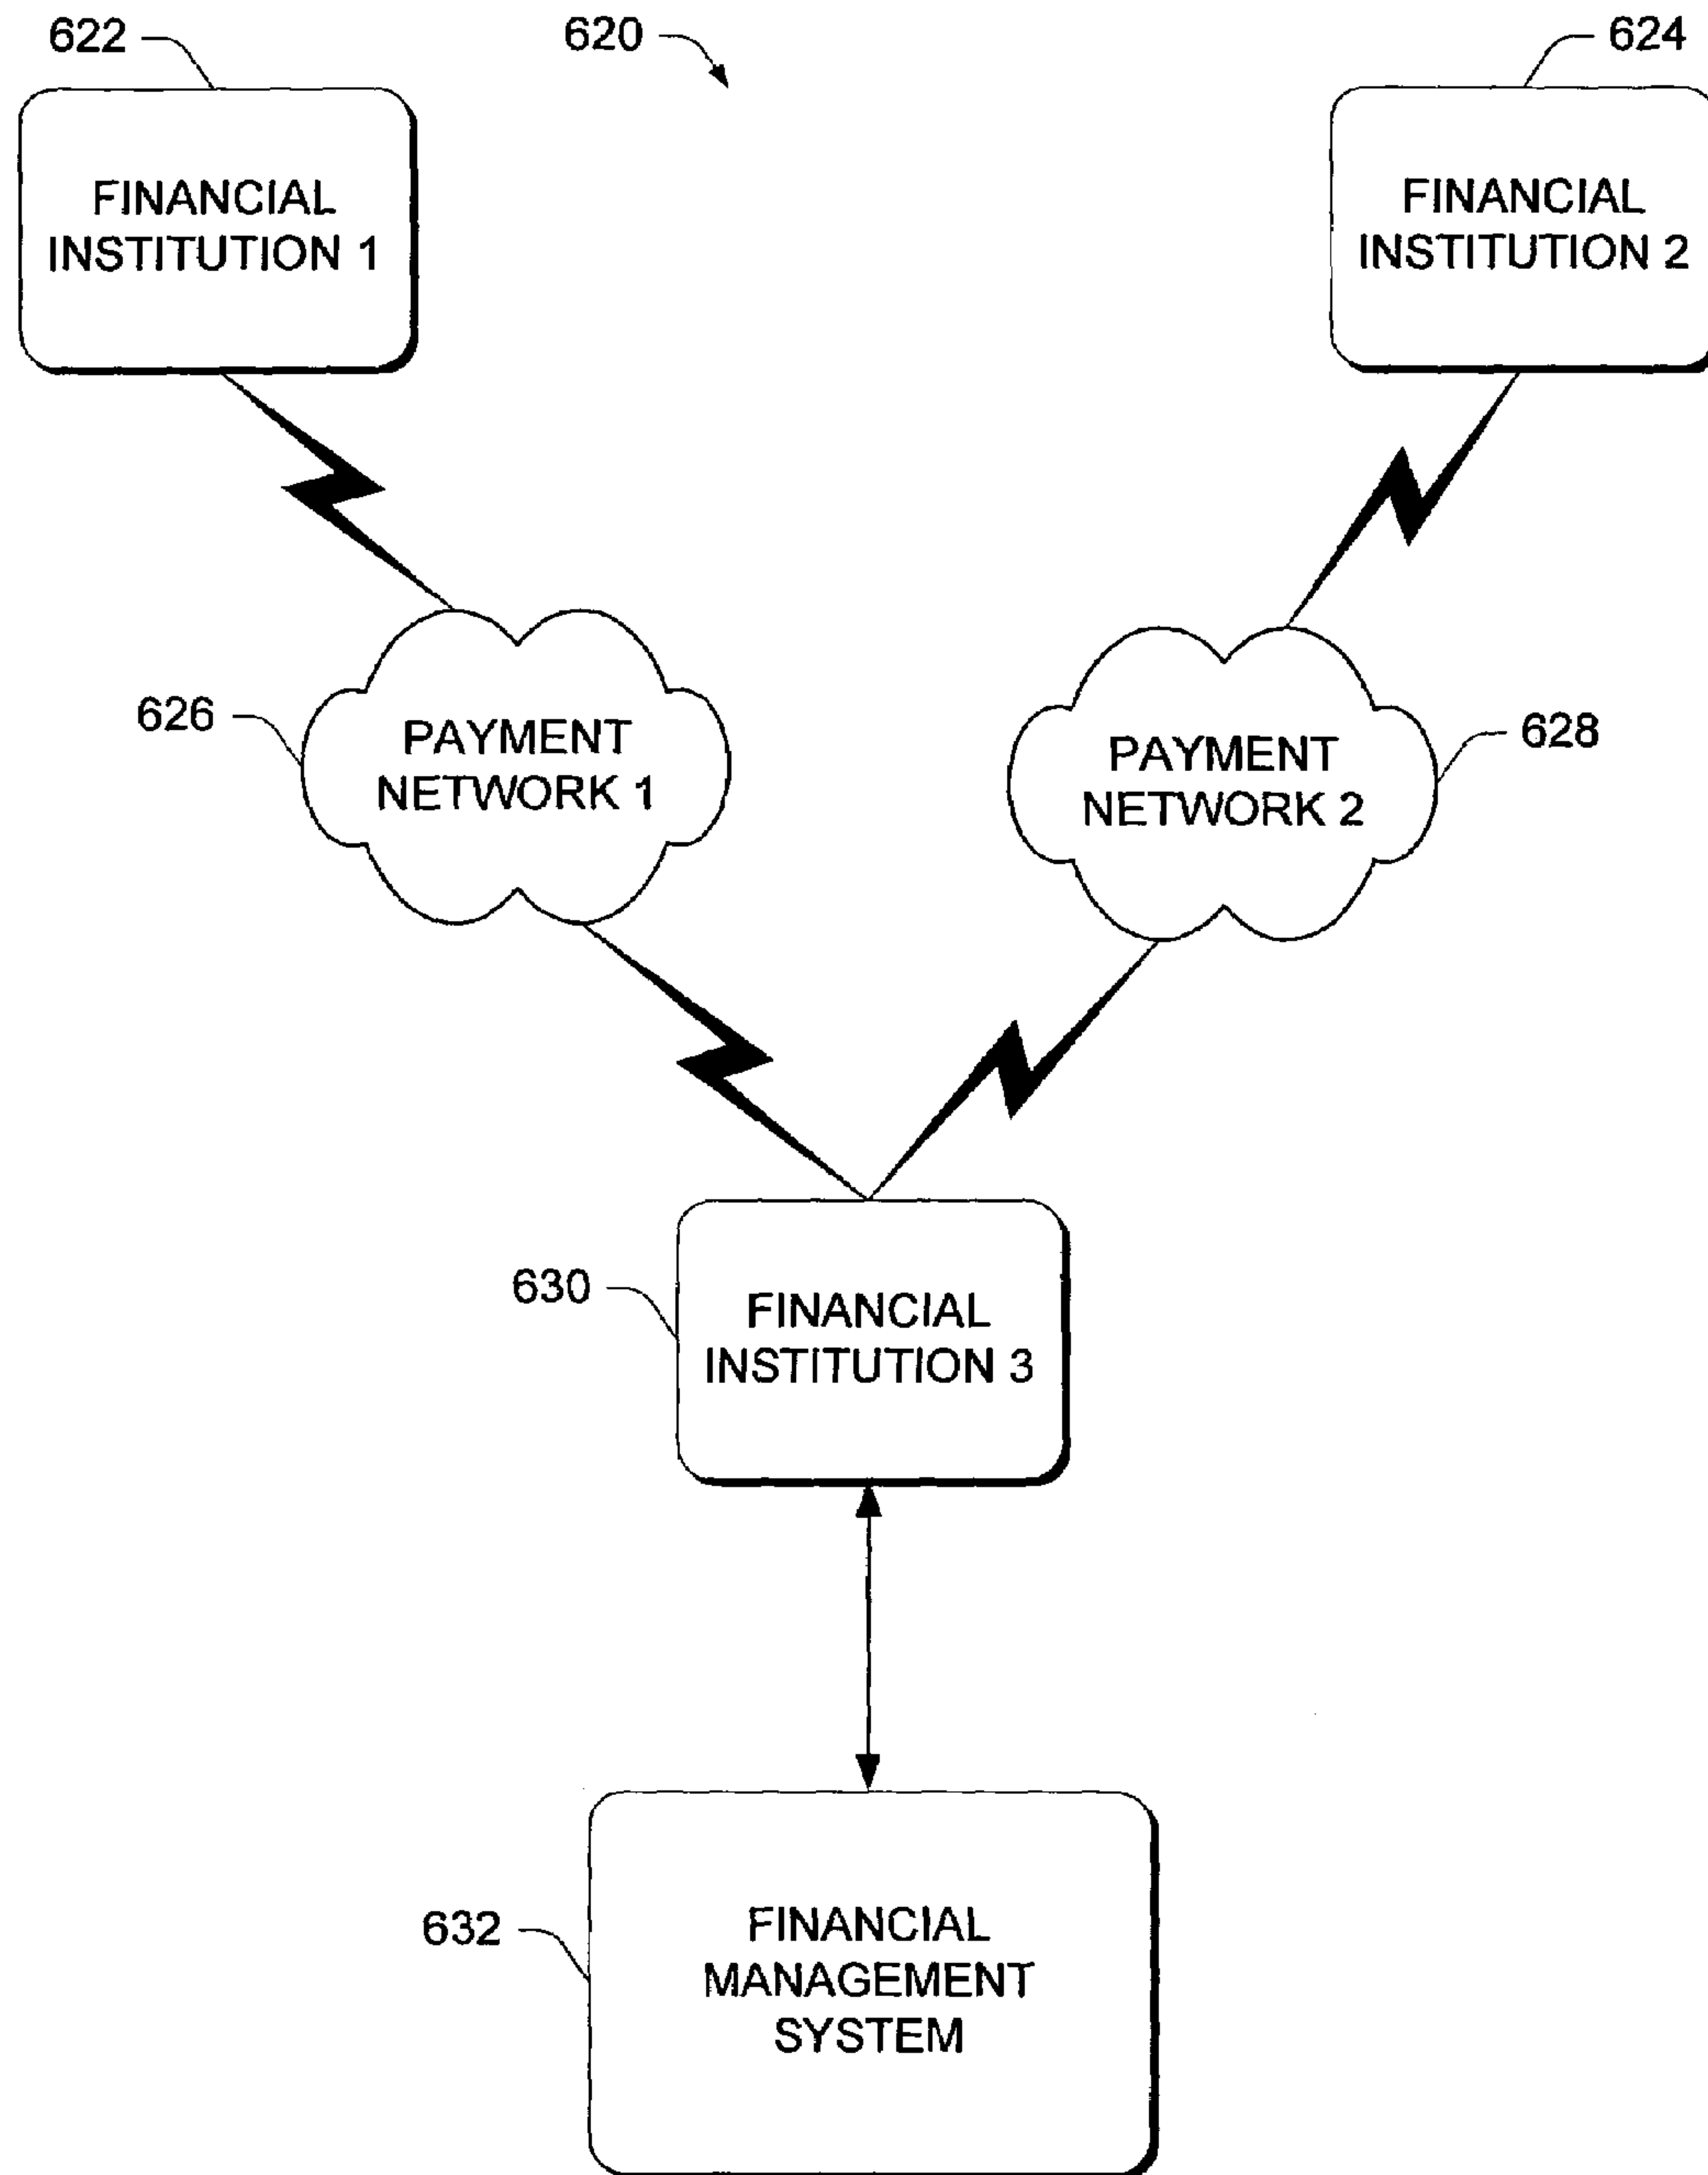 622
620
624
FINANCIAL
INSTITUTION 1
FINANCIAL
INSTITUTION 2
626
PAYMENT
NETWORK 1
PAYMENT
NETWORK 2
628
630
FINANCIAL
INSTITUTION 3
632
FINANCIAL
MANAGEMENT
SYSTEM